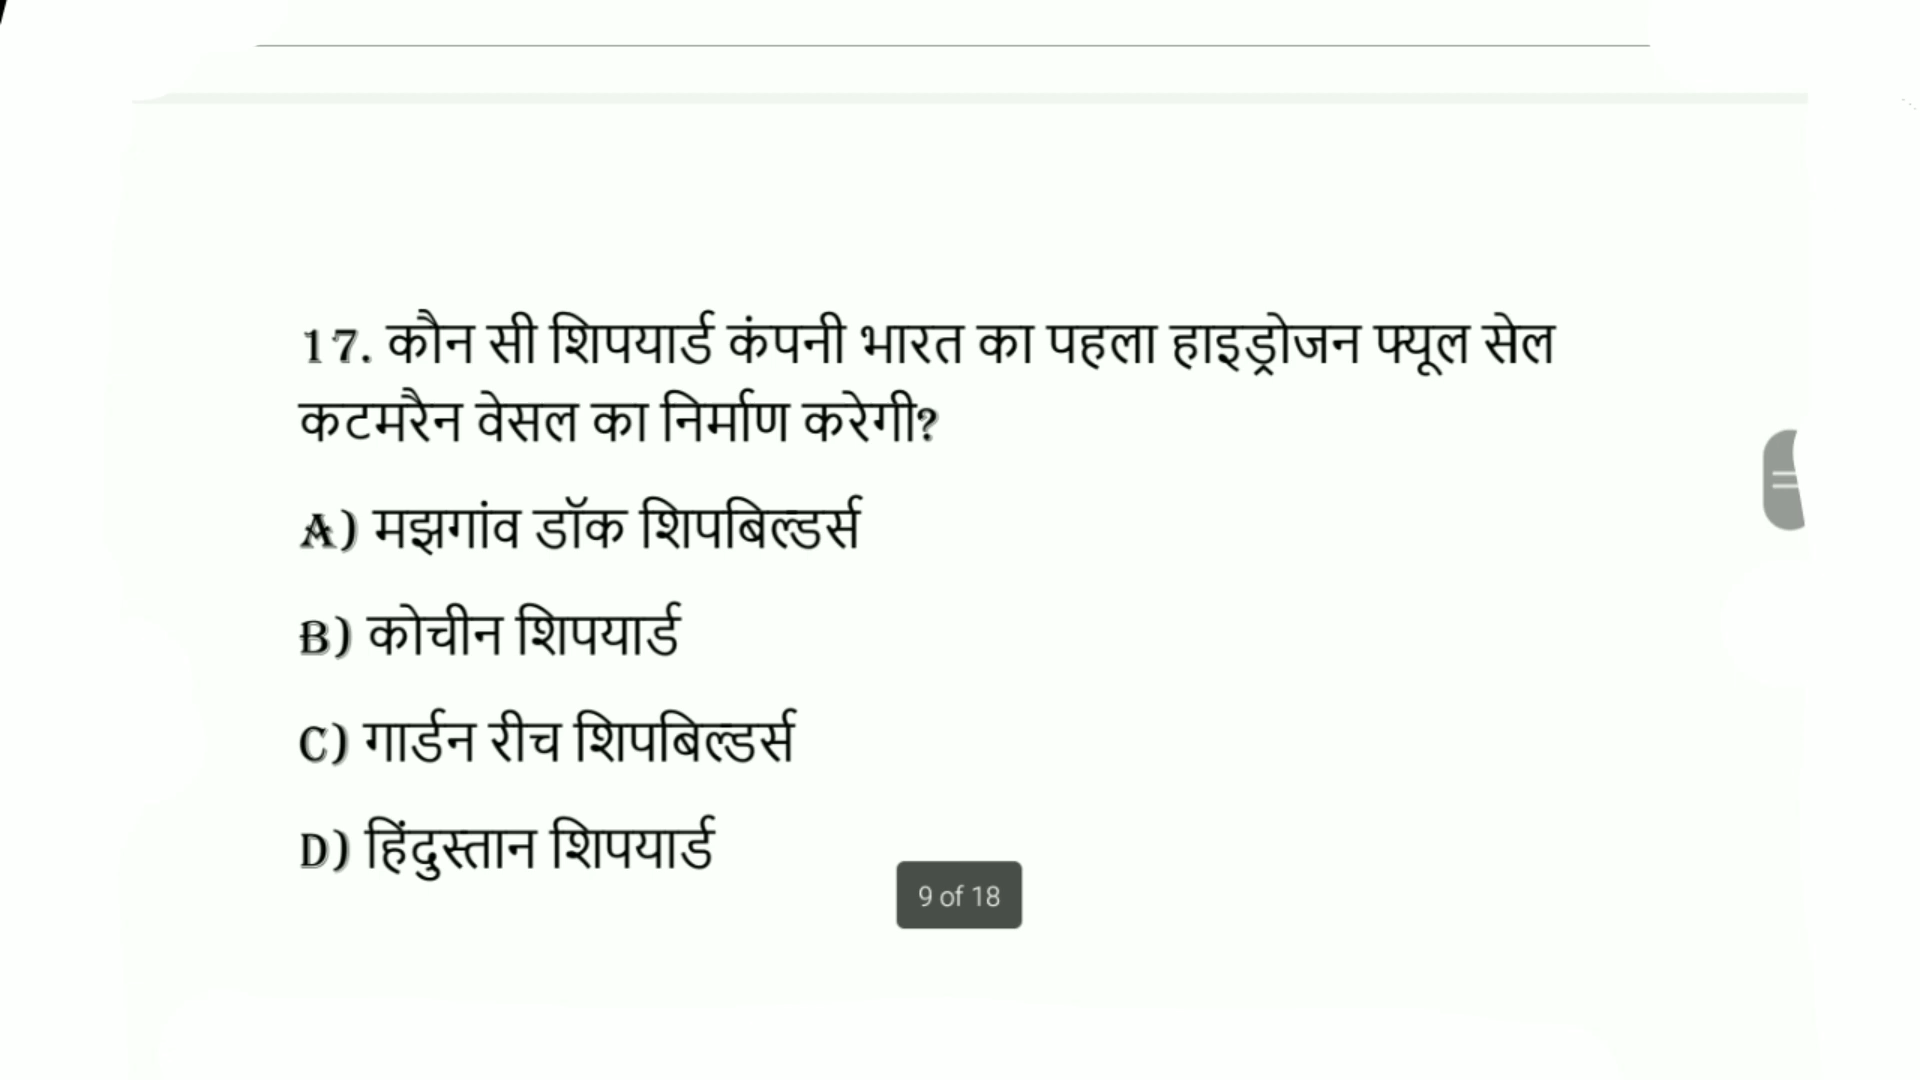 17. कौन सी शिपयार्ड कंपनी भारत का पहला हाइड्रोजन फ्यूल सेल
कटमरैन वेसल का निर्माण करेगी?
A) मझगांव डॉक शिपबिल्डर्स
B) कोचीन शिपयार्ड
C) गार्डन रीच शिपबिल्डर्स
D) हिंदुस्तान शिपयार्ड
9 of 18